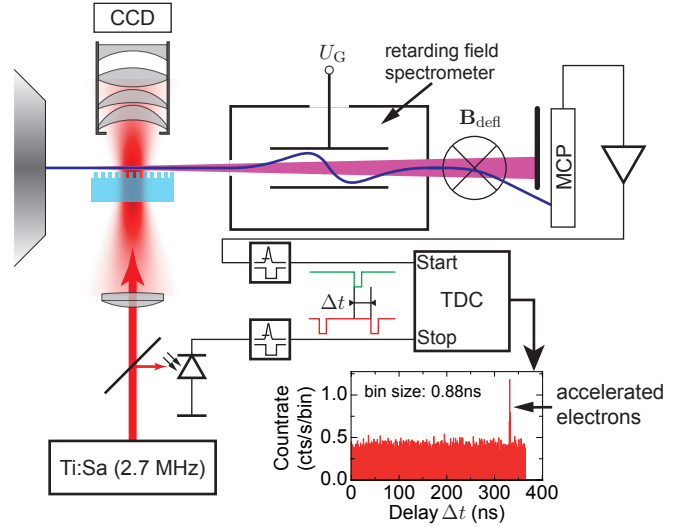 CCD
U_G
retarding field
spectrometer
B_defl
MCP
Start
TDC
Δt
Stop
Ti:Sa (2.7 MHz)
bin size: 0.88ns
accelerated
electrons
Countrate
(cts/s/bin)
1.0
0.5
0.0
0 100 200 300 400
Delay Δt (ns)